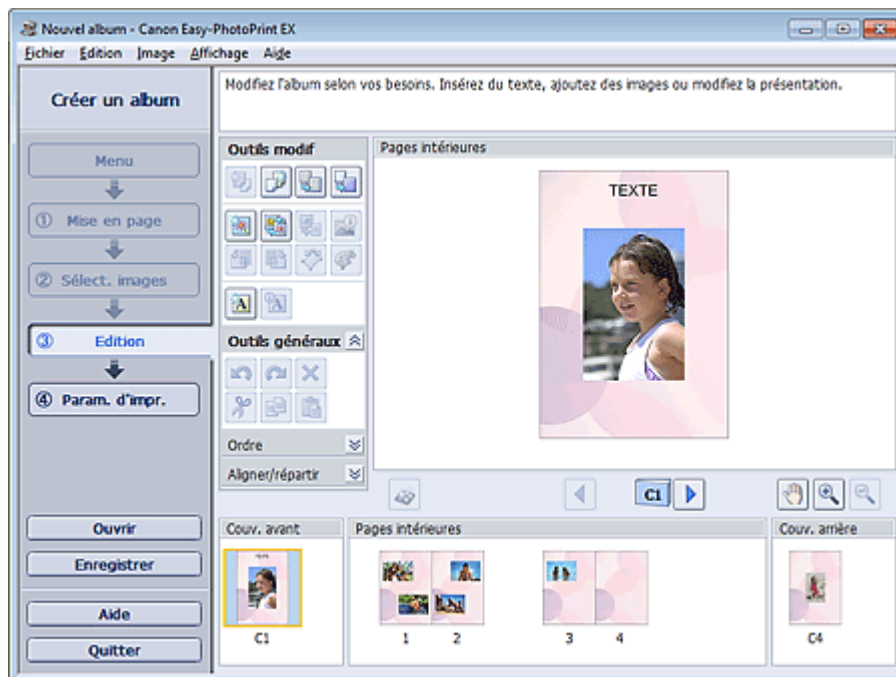 Nouvel album - Canon Easy-PhotoPrint EX
Fichier Édition Image Affichage Aide
Créer un album
Menu
① Mise en page
② Sélect. images
③ Edition
④ Param. d'impr.
Ouvrir
Enregistrer
Aide
Quitter
Modifiez l'album selon vos besoins. Insérez du texte, ajoutez des images ou modifiez la présentation.
Outils modif
A
A
Outils généraux
Ordre
Aligner/répartir
Pages intérieures
TEXTE
C1
Couv. avant
TEXTE
C1
Pages intérieures
1 2 3 4
Couv. arrière
C4